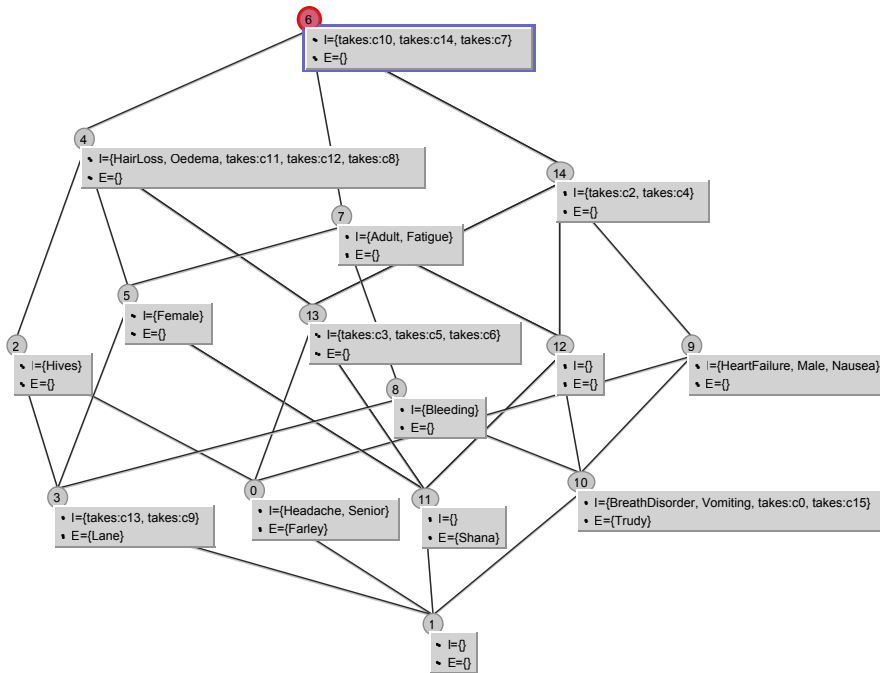 6
I={takes:c10, takes:c14, takes:c7}
E={}
4
I={HairLoss, Oedema, takes:c11, takes:c12, takes:c8}
E={}
14
I={takes:c2, takes:c4}
E={}
7
I={Adult, Fatigue}
E={}
5
I={Female}
E={}
13
I={takes:c3, takes:c5, takes:c6}
E={}
2
I={Hives}
E={}
12
I={}
E={}
9
I={HeartFailure, Male, Nausea}
E={}
8
I={Bleeding}
E={}
3
I={takes:c13, takes:c9}
E={Lane}
0
I={Headache, Senior}
E={Farley}
11
I={}
E={Shana}
10
I={BreathDisorder, Vomiting, takes:c0, takes:c15}
E={Trudy}
1
I={}
E={}